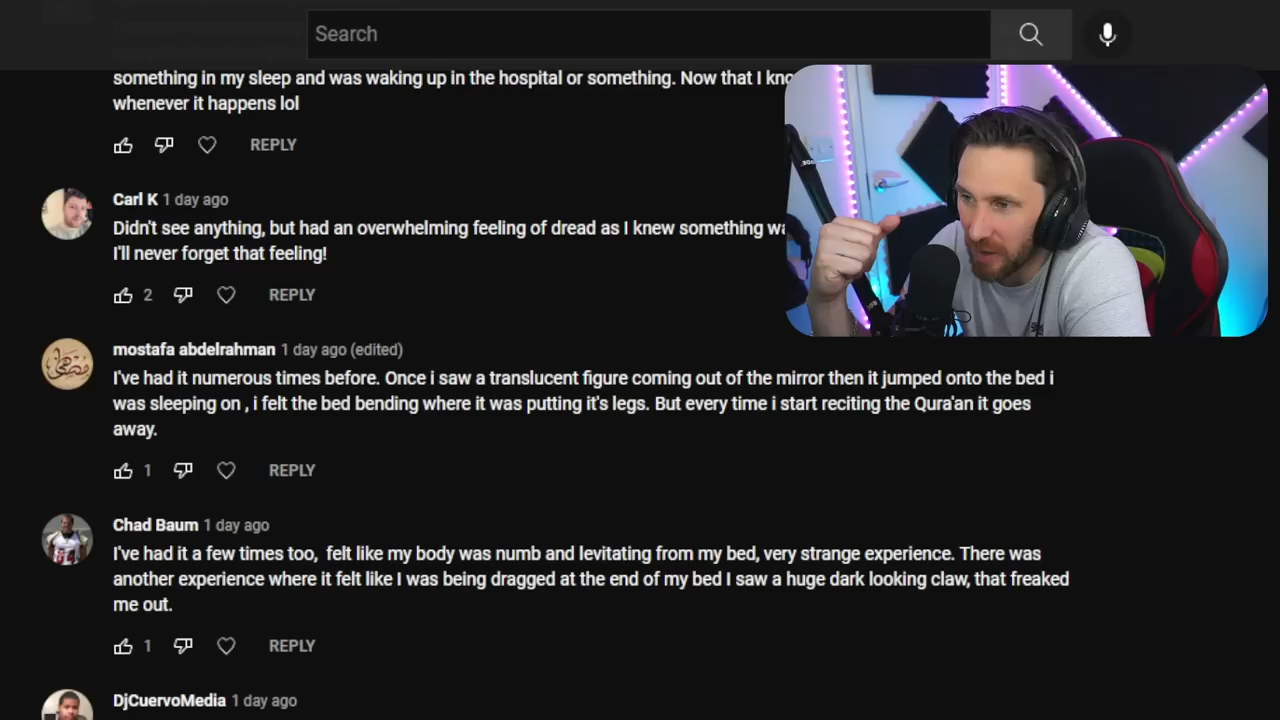 Search
something in my sleep and was waking up in the hospital or something. Now that I
whenever it happens lol
REPLY
Carl K 1 day ago
Didn't see anything, but had an overwhelming feeling of dread as I knew something
I'll never forget that feeling!
2 REPLY
mostafa abdelrahman 1 day ago (edited)
I've had it numerous times before. Once i saw a translucent figure coming out of the mirror then it jumped onto the bed i
was sleeping on , i felt the bed bending where it was putting it's legs. But every time i start reciting the Qura'an it goes
away.
1 REPLY
Chad Baum 1 day ago
I've had it a few times too,  felt like my body was numb and levitating from my bed, very strange experience. There was
another experience where it felt like I was being dragged at the end of my bed I saw a huge dark looking claw, that freaked
me out.
1 REPLY
DjCuervoMedia 1 day ago